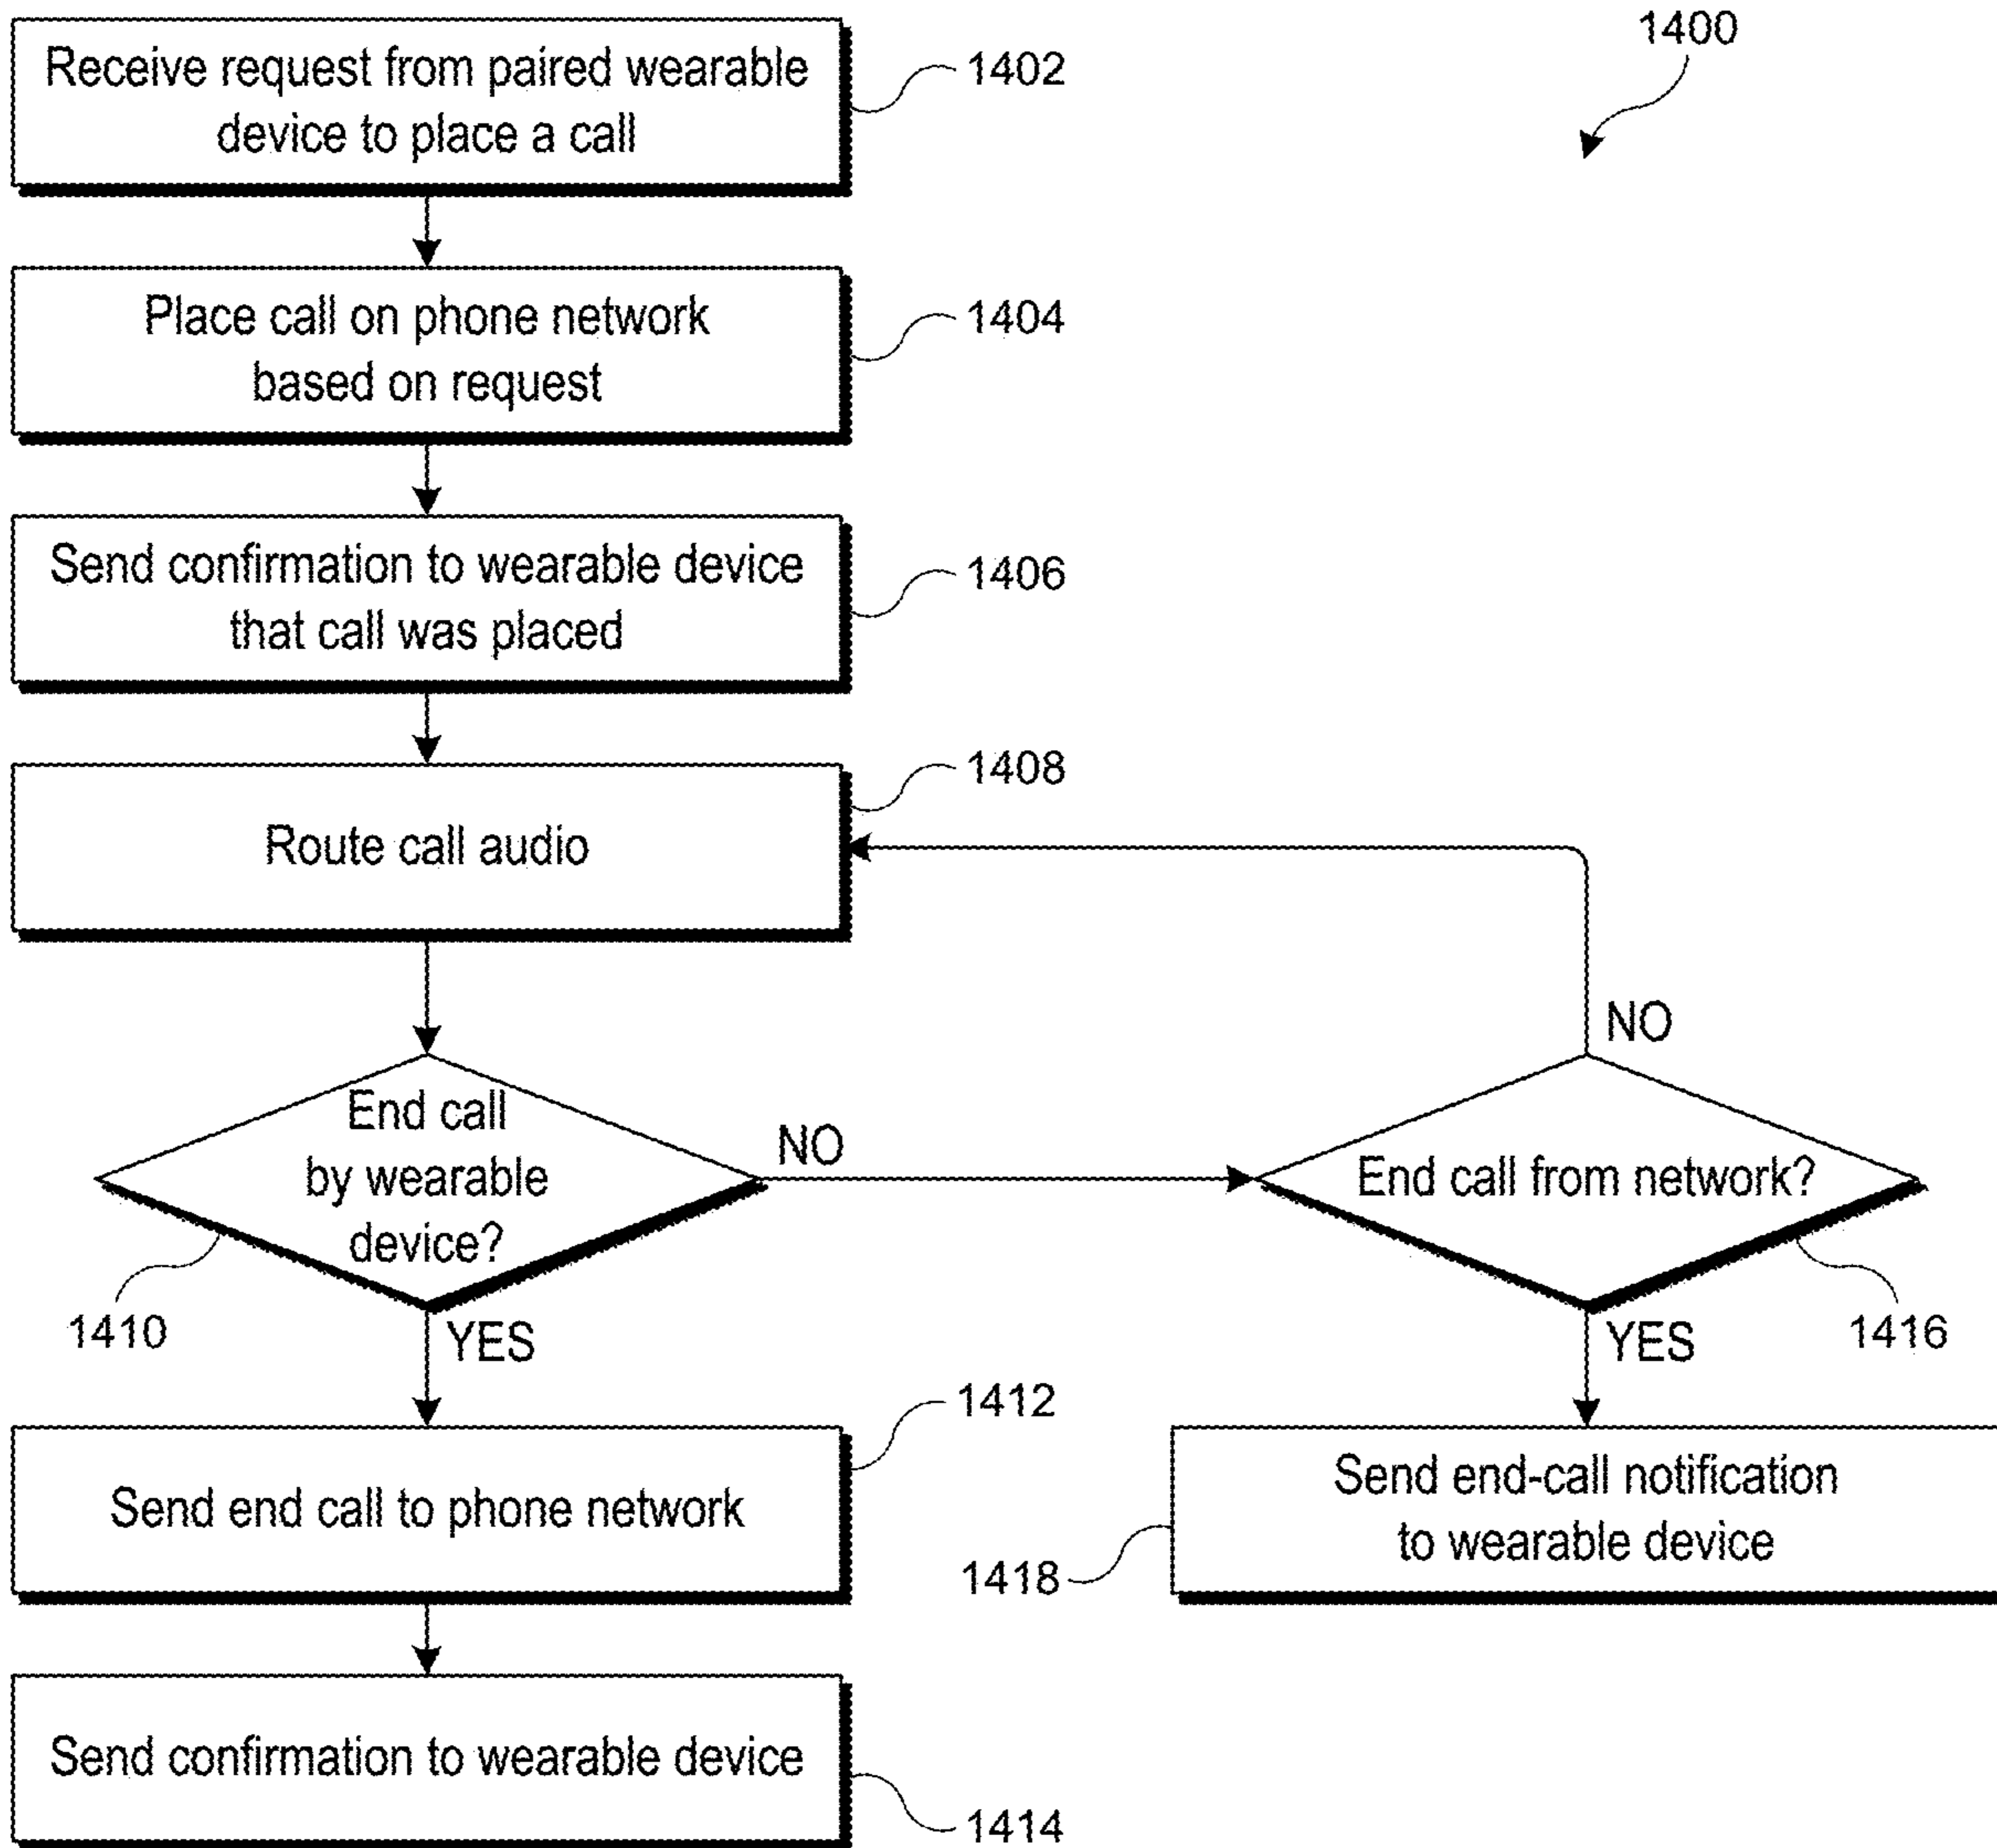 1400
Receive request from paired wearable
device to place a call
1402
Place call on phone network
based on request
1404
Send confirmation to wearable device
that call was placed
1406
1408
Route call audio
End call
by wearable
device?
1410
NO
YES
End call from network?
1416
NO
YES
1412
Send end call to phone network
Send end-call notification
to wearable device
1418
Send confirmation to wearable device
1414